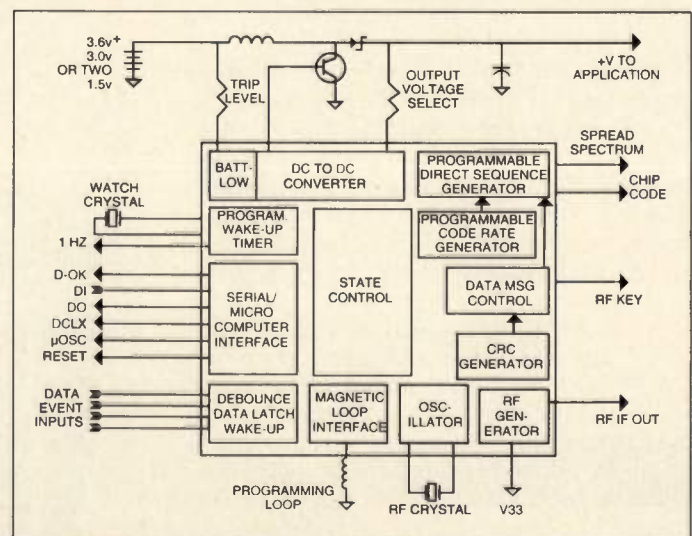 3.6v+
3.0v
OR TWO
1.5v
TRIP
LEVEL
OUTPUT
VOLTAGE
SELECT
+V TO
APPLICATION
BATT-
LOW
DC TO DC
CONVERTER
PROGRAMMABLE
DIRECT SEQUENCE
GENERATOR
SPREAD
SPECTRUM
CHIP
CODE
WATCH
CRYSTAL
1 HZ
PROGRAM.
WAKE-UP
TIMER
PROGRAMMABLE
CODE RATE
GENERATOR
D-OK
DI
DO
DCLX
µOSC
RESET
SERIAL/
MICRO
COMPUTER
INTERFACE
STATE
CONTROL
DATA MSG
CONTROL
RF KEY
CRC
GENERATOR
DATA
EVENT
INPUTS
DEBOUNCE
DATA LATCH
WAKE-UP
MAGNETIC
LOOP
INTERFACE
OSC-
ILLATOR
RF
GEN-
ERATOR
RF IF OUT
PROGRAMMING
LOOP
RF CRYSTAL
V33